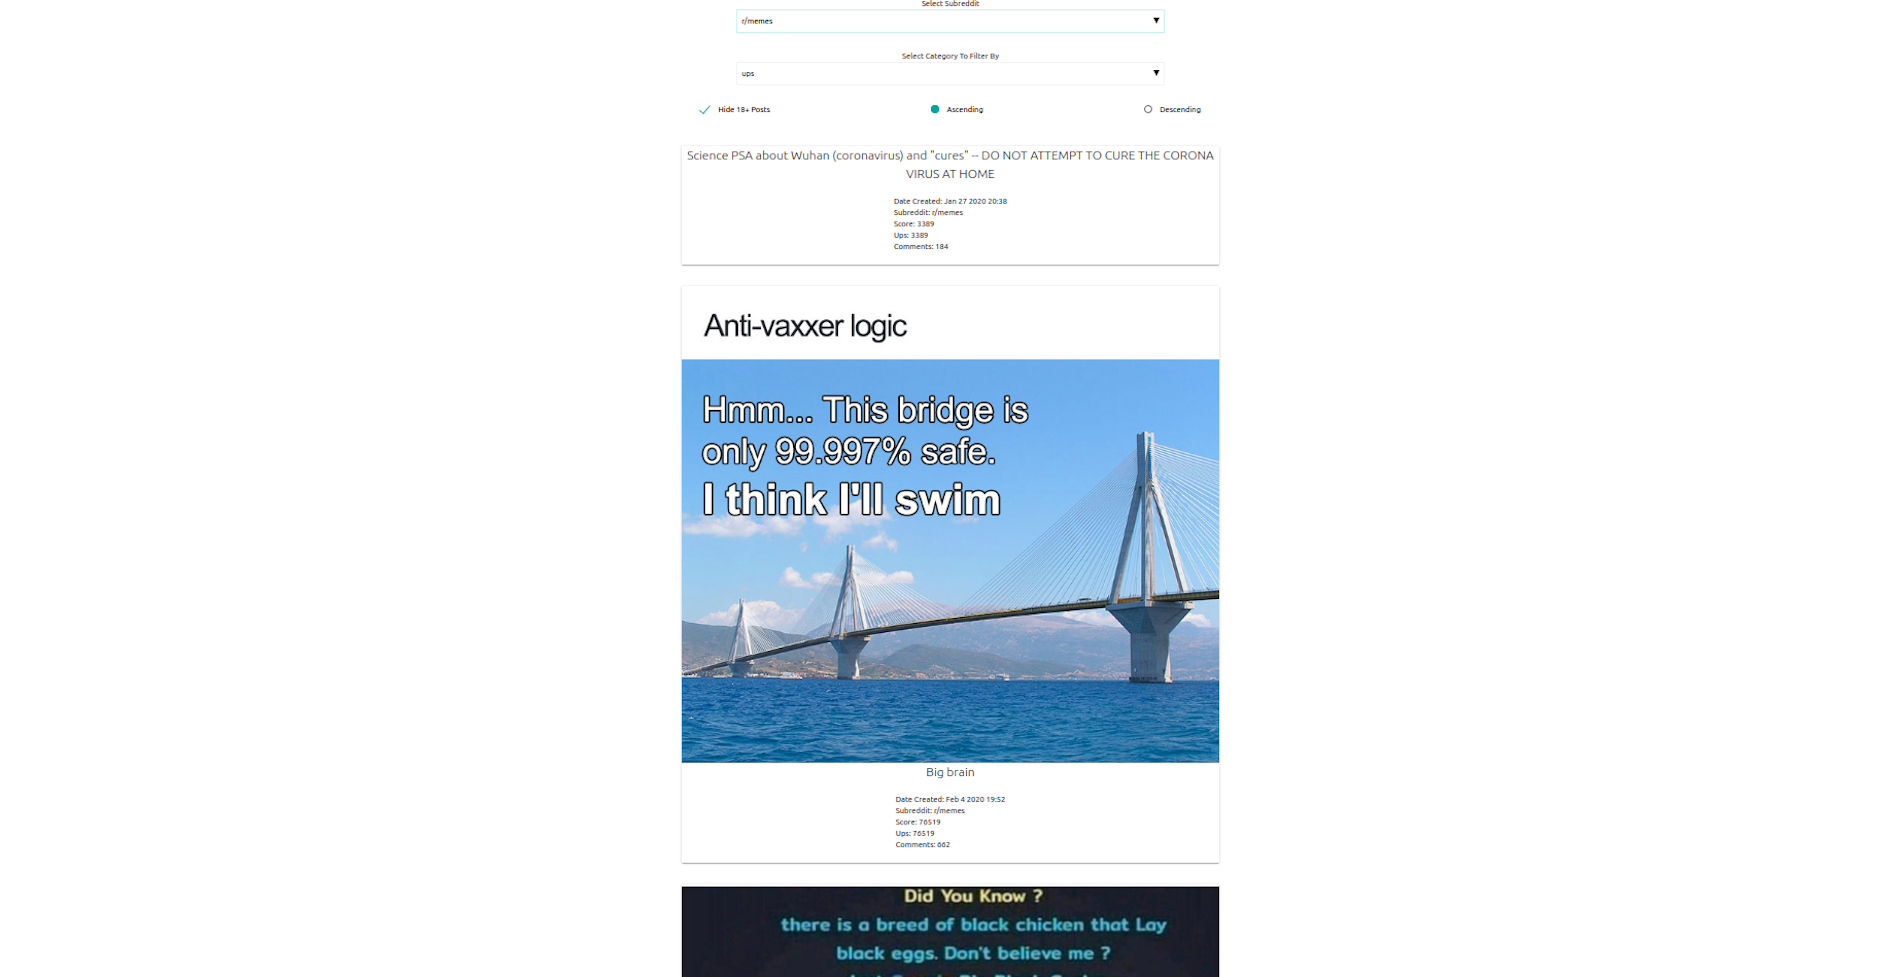 Select Subreddit
r/memes
Select Category To Filter By
ups
Hide 18+ Posts
Ascending
Descending
Science PSA about Wuhan (coronavirus) and "cures" -- DO NOT ATTEMPT TO CURE THE CORONA
VIRUS AT HOME
Date Created: Jan 27 2020 20:38
Subreddit: r/memes
Score: 3389
Ups: 3389
Comments: 184
Anti-vaxxer logic
Hmm... This bridge is
only 99.997% safe.
I think I'll swim
Big brain
Date Created: Feb 4 2020 19:52
Subreddit: r/memes
Score: 76519
Ups: 76519
Comments: 662
Did You Know ?
there is a breed of black chicken that Lay
black eggs. Don't believe me ?